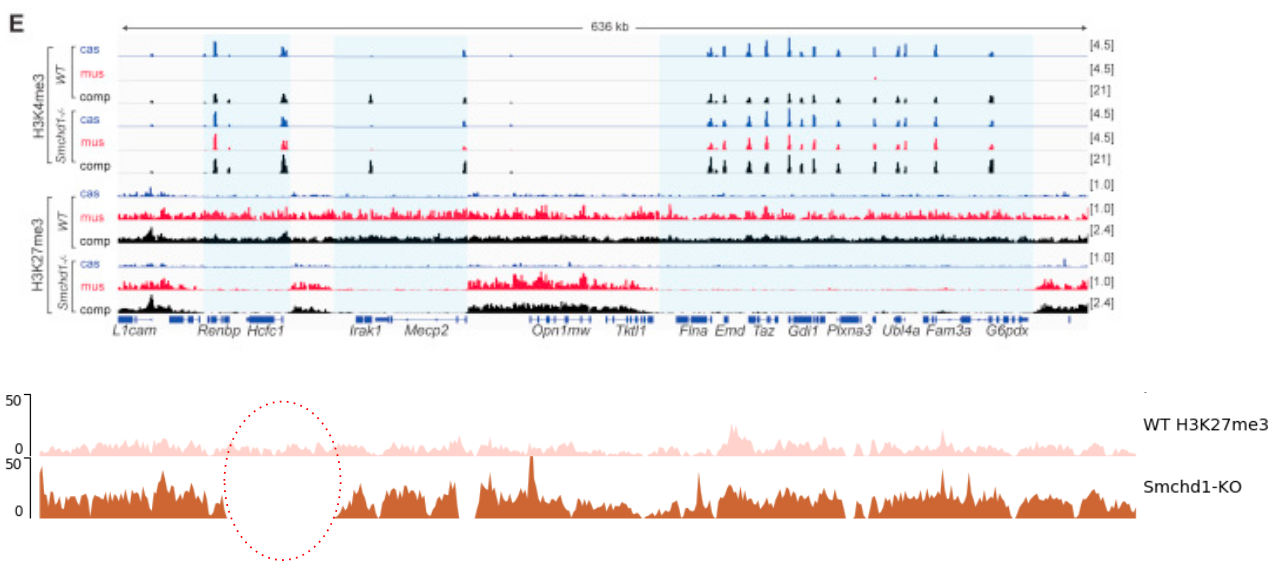 E
636 kb
H3K4me3
WT
cas [4.5]
mus [4.5]
comp [21]
Smchd1-/-
cas [4.5]
mus [4.5]
comp [21]
H3K27me3
WT
cas [1.0]
mus [1.0]
comp [2.4]
Smchd1-/-
cas [1.0]
mus [1.0]
comp [2.4]
L1cam Renbp Hcfc1 Irak1 Mecp2 Opn1mw Tktl1 Flna Emd Taz Gdi1 Plxna3 Ubl4a Fam3a G6pdx
50
0
WT H3K27me3
50
0
Smchd1-KO